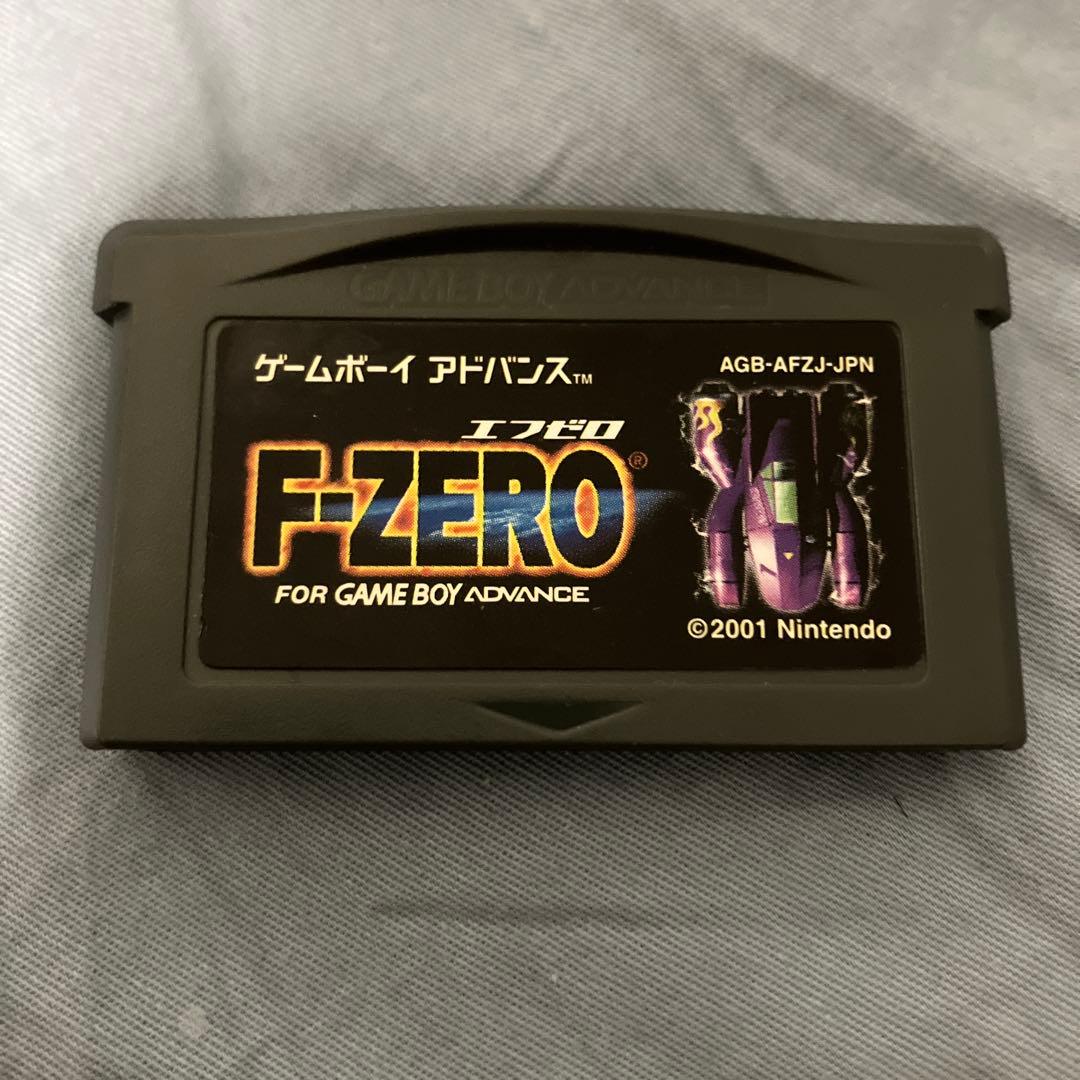 GAME BOY ADVANCE
ゲームボーイ アドバンス™
AGB-AFZJ-JPN
エフゼロ
F-ZERO®
FOR GAME BOY ADVANCE
©2001 Nintendo